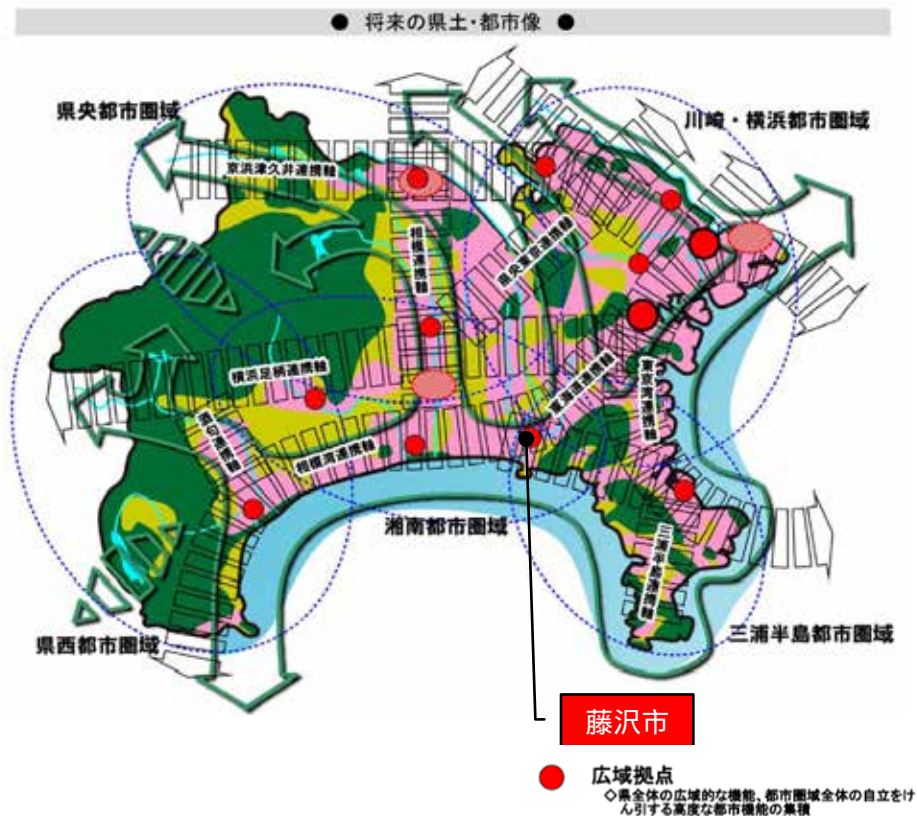 ● 将来の県土・都市像 ●
県央都市圏域
川崎・横浜都市圏域
京浜津久井連携軸
相模連携軸
県央東京連携軸
横浜足柄連携軸
東海道連携軸
東京湾連携軸
酒匂連携軸
相模湾連携軸
湘南都市圏域
三浦半島連携軸
県西都市圏域
三浦半島都市圏域
藤沢市
広域拠点
◇県全体の広域的な機能、都市圏域全体の自立をけ
ん引する高度な都市機能の集積